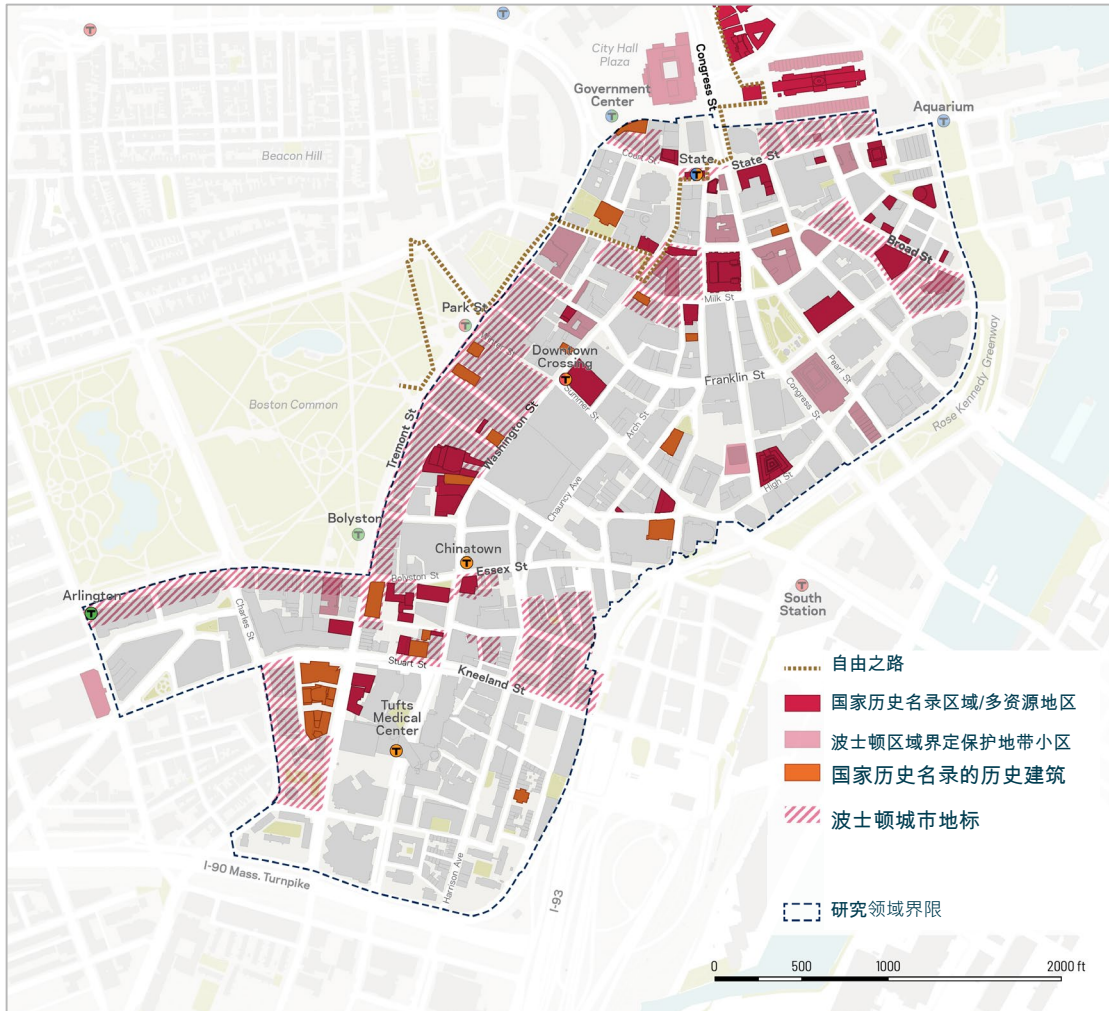 City Hall
Plaza
Congress St
Government
Center
Aquarium
Beacon Hill
Court St
State
State St
Broad St
Park St
Milk St
Downtown
Crossing
Winter St
Franklin St
Pearl St
Congress St
Summer St
Arch St
Rose Kennedy Greenway
Boston Common
Tremont St
Washington St
Chauncy Ave
High St
Bolyston
Chinatown
Essex St
Bolyston St
Arlington
Charles St
South
Station
Stuart St
Kneeland St
Tufts
Medical
Center
Harrison Ave
I-90 Mass. Turnpike
I-93
自由之路
国家历史名录区域/多资源地区
波士顿区域界定保护地带小区
国家历史名录的历史建筑
波士顿城市地标
研究领域界限
0 500 1000 2000 ft